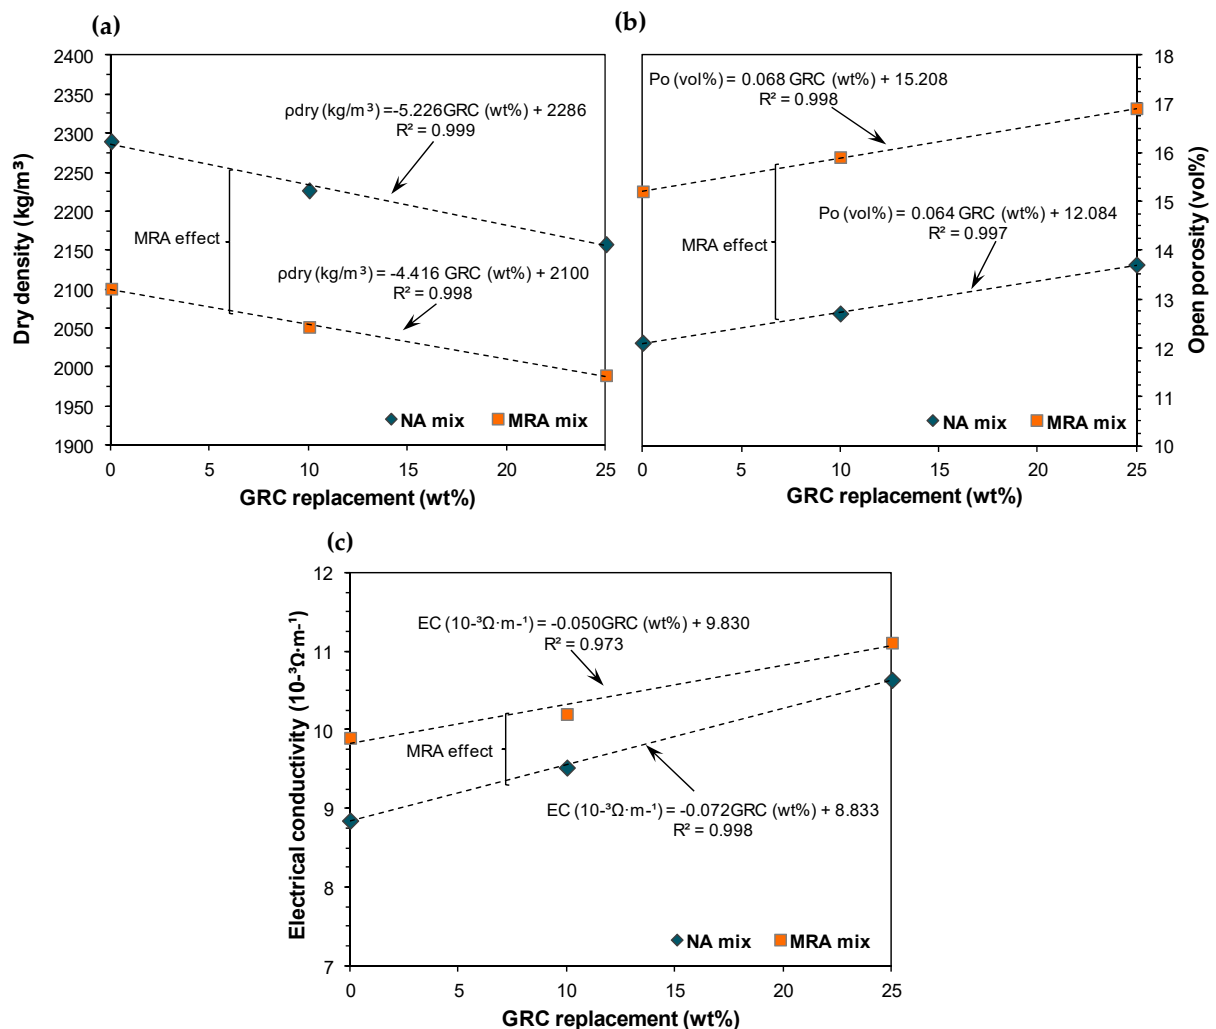 (a)
2400
2350
2300
2250
2200
2150
2100
2050
2000
1950
1900
Dry density (kg/m³)
ρdry (kg/m³) =-5.226GRC (wt%) + 2286
R² = 0.999
MRA effect
ρdry (kg/m³) = -4.416 GRC (wt%) + 2100
R² = 0.998
NA mix MRA mix
0 5 10 15 20 25
GRC replacement (wt%)
(b)
18
17
16
15
14
13
12
11
10
Open porosity (vol%)
Po (vol%) = 0.068 GRC (wt%) + 15.208
R² = 0.998
MRA effect
Po (vol%) = 0.064 GRC (wt%) + 12.084
R² = 0.997
NA mix MRA mix
0 5 10 15 20 25
GRC replacement (wt%)
(c)
12
11
10
9
8
7
Electrical conductivity (10-³Ω·m-¹)
EC (10-³Ω·m-¹) = -0.050GRC (wt%) + 9.830
R² = 0.973
MRA effect
EC (10-³Ω·m-¹) = -0.072GRC (wt%) + 8.833
R² = 0.998
NA mix MRA mix
0 5 10 15 20 25
GRC replacement (wt%)